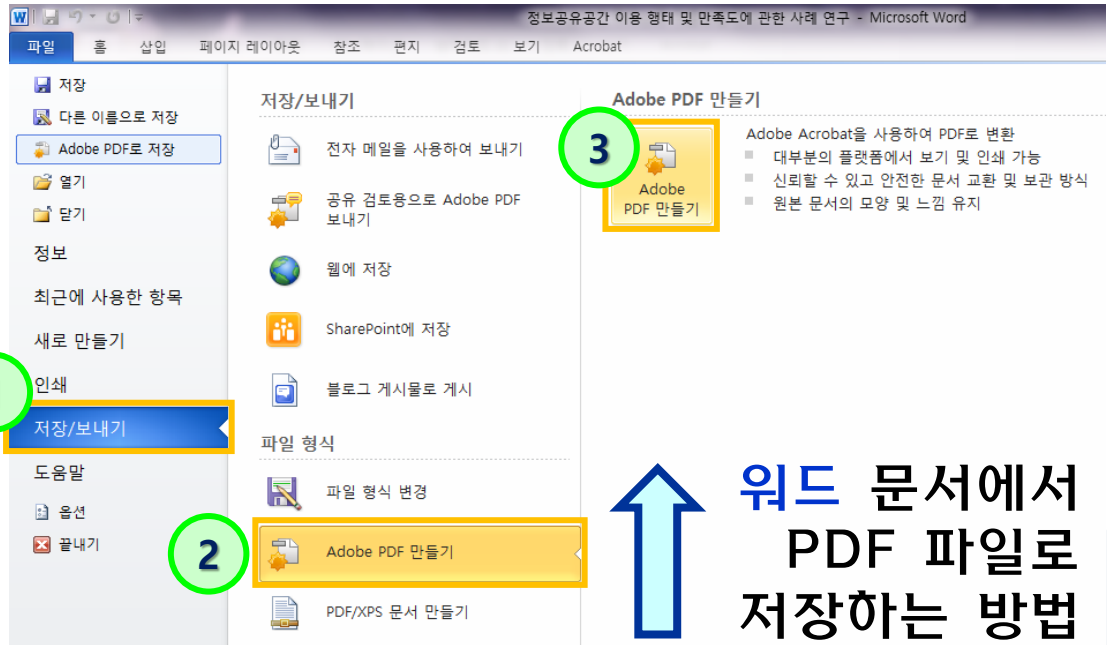 정보공유공간 이용 행태 및 만족도에 관한 사례 연구 - Microsoft Word
파일 홈 삽입 페이지 레이아웃 참조 편지 검토 보기 Acrobat
저장
다른 이름으로 저장
Adobe PDF로 저장
열기
닫기
정보
최근에 사용한 항목
새로 만들기
인쇄
저장/보내기
도움말
옵션
끝내기
저장/보내기
전자 메일을 사용하여 보내기
공유 검토용으로 Adobe PDF
보내기
웹에 저장
SharePoint에 저장
블로그 게시물로 게시
파일 형식
파일 형식 변경
2
Adobe PDF 만들기
PDF/XPS 문서 만들기
Adobe PDF 만들기
3
Adobe
PDF 만들기
Adobe Acrobat을 사용하여 PDF로 변환
대부분의 플랫폼에서 보기 및 인쇄 가능
신뢰할 수 있고 안전한 문서 교환 및 보관 방식
원본 문서의 모양 및 느낌 유지
워드 문서에서
PDF 파일로
저장하는 방법